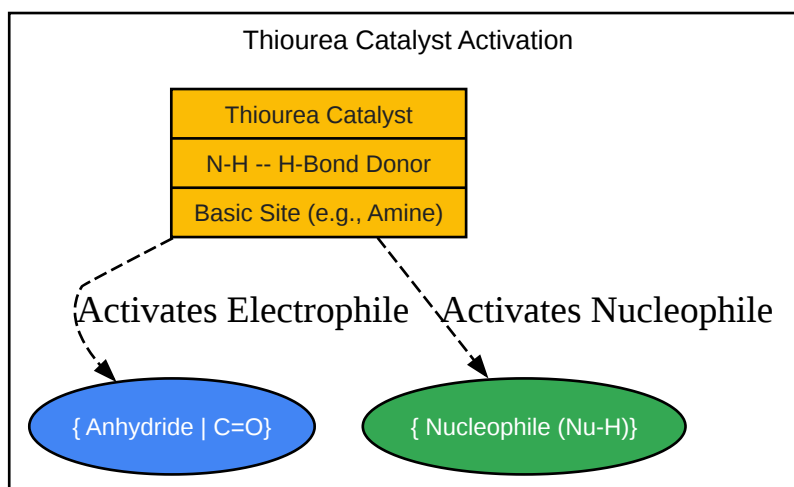 Thiourea Catalyst Activation
Thiourea Catalyst
N-H -- H-Bond Donor
Basic Site (e.g., Amine)
Activates Electrophile
Activates Nucleophile
{ Anhydride | C=O}
{ Nucleophile (Nu-H)}